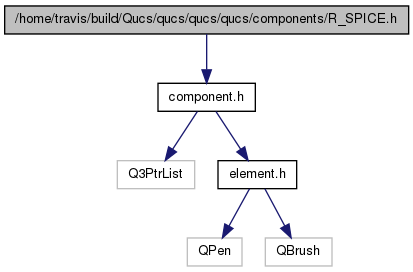 /home/travis/build/Qucs/qucs/qucs/qucs/components/R_SPICE.h
component.h
Q3PtrList
element.h
QPen
QBrush